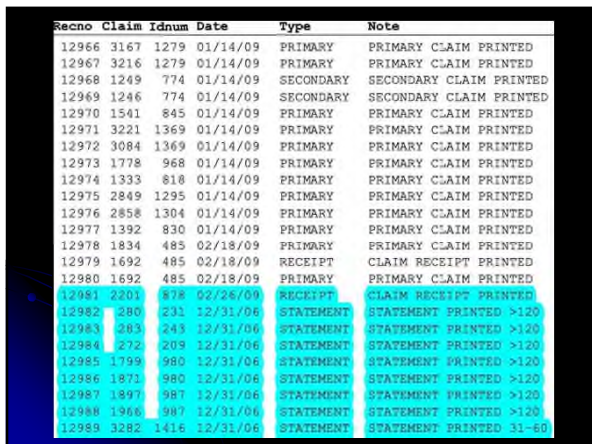 Recno Claim Idnum Date Type Note
12966 3167 1279 01/14/09 PRIMARY PRIMARY CLAIM PRINTED
12967 3216 1279 01/14/09 PRIMARY PRIMARY CLAIM PRINTED
12968 1249 774 01/14/09 SECONDARY SECONDARY CLAIM PRINTED
12969 1246 774 01/14/09 SECONDARY SECONDARY CLAIM PRINTED
12970 1541 845 01/14/09 PRIMARY PRIMARY CLAIM PRINTED
12971 3221 1369 01/14/09 PRIMARY PRIMARY CLAIM PRINTED
12972 3084 1369 01/14/09 PRIMARY PRIMARY CLAIM PRINTED
12973 1778 968 01/14/09 PRIMARY PRIMARY CLAIM PRINTED
12974 1333 818 01/14/09 PRIMARY PRIMARY CLAIM PRINTED
12975 2849 1295 01/14/09 PRIMARY PRIMARY CLAIM PRINTED
12976 2858 1304 01/14/09 PRIMARY PRIMARY CLAIM PRINTED
12977 1392 830 01/14/09 PRIMARY PRIMARY CLAIM PRINTED
12978 1834 485 02/18/09 PRIMARY PRIMARY CLAIM PRINTED
12979 1692 485 02/18/09 RECEIPT CLAIM RECEIPT PRINTED
12980 1692 485 02/18/09 PRIMARY PRIMARY CLAIM PRINTED
12981 2201 878 02/26/09 RECEIPT CLAIM RECEIPT PRINTED
12982 280 231 12/31/06 STATEMENT STATEMENT PRINTED >120
12983 283 243 12/31/06 STATEMENT STATEMENT PRINTED >120
12984 272 209 12/31/06 STATEMENT STATEMENT PRINTED >120
12985 1799 980 12/31/06 STATEMENT STATEMENT PRINTED >120
12986 1871 980 12/31/06 STATEMENT STATEMENT PRINTED >120
12987 1897 987 12/31/06 STATEMENT STATEMENT PRINTED >120
12988 1966 987 12/31/06 STATEMENT STATEMENT PRINTED >120
12989 3282 1416 12/31/06 STATEMENT STATEMENT PRINTED 31-60